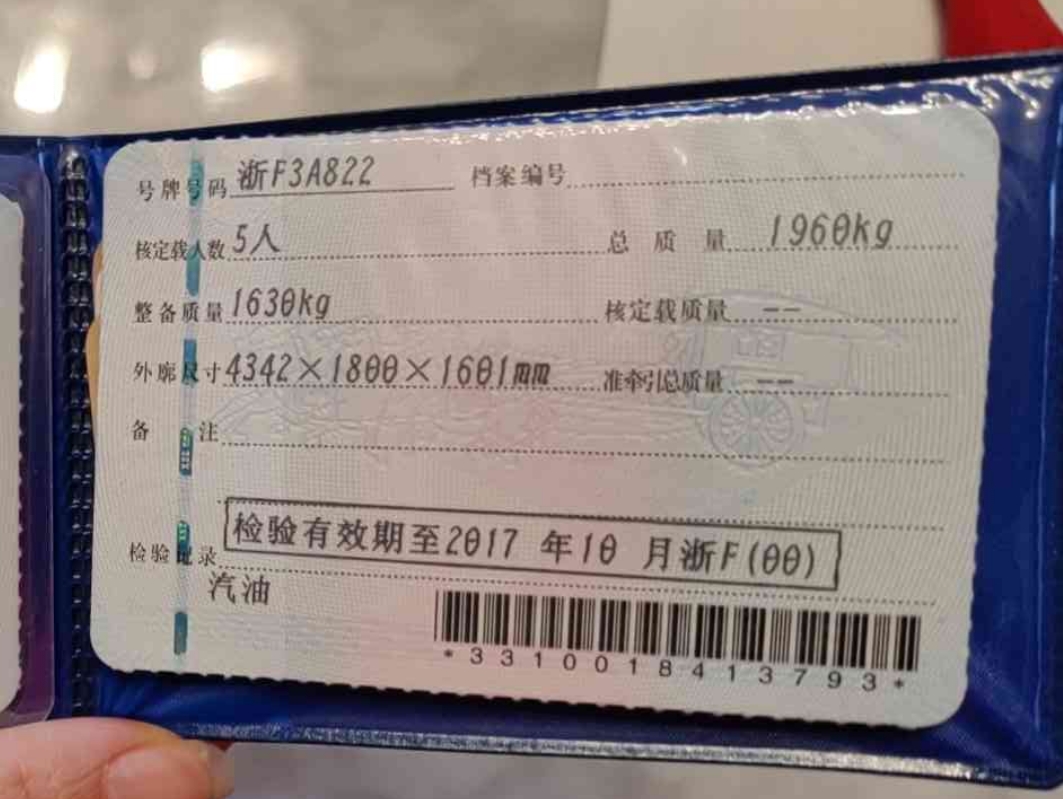 号牌号码 浙F3A822 档案编号
核定载人数 5人 总质量 1960kg
整备质量 1630kg 核定载质量 --
外廓尺寸 4342×1800×1601mm 准牵引总质量 --
备注
检验记录 检验有效期至2017 年10 月浙F(00)
汽油
*3310018413793*